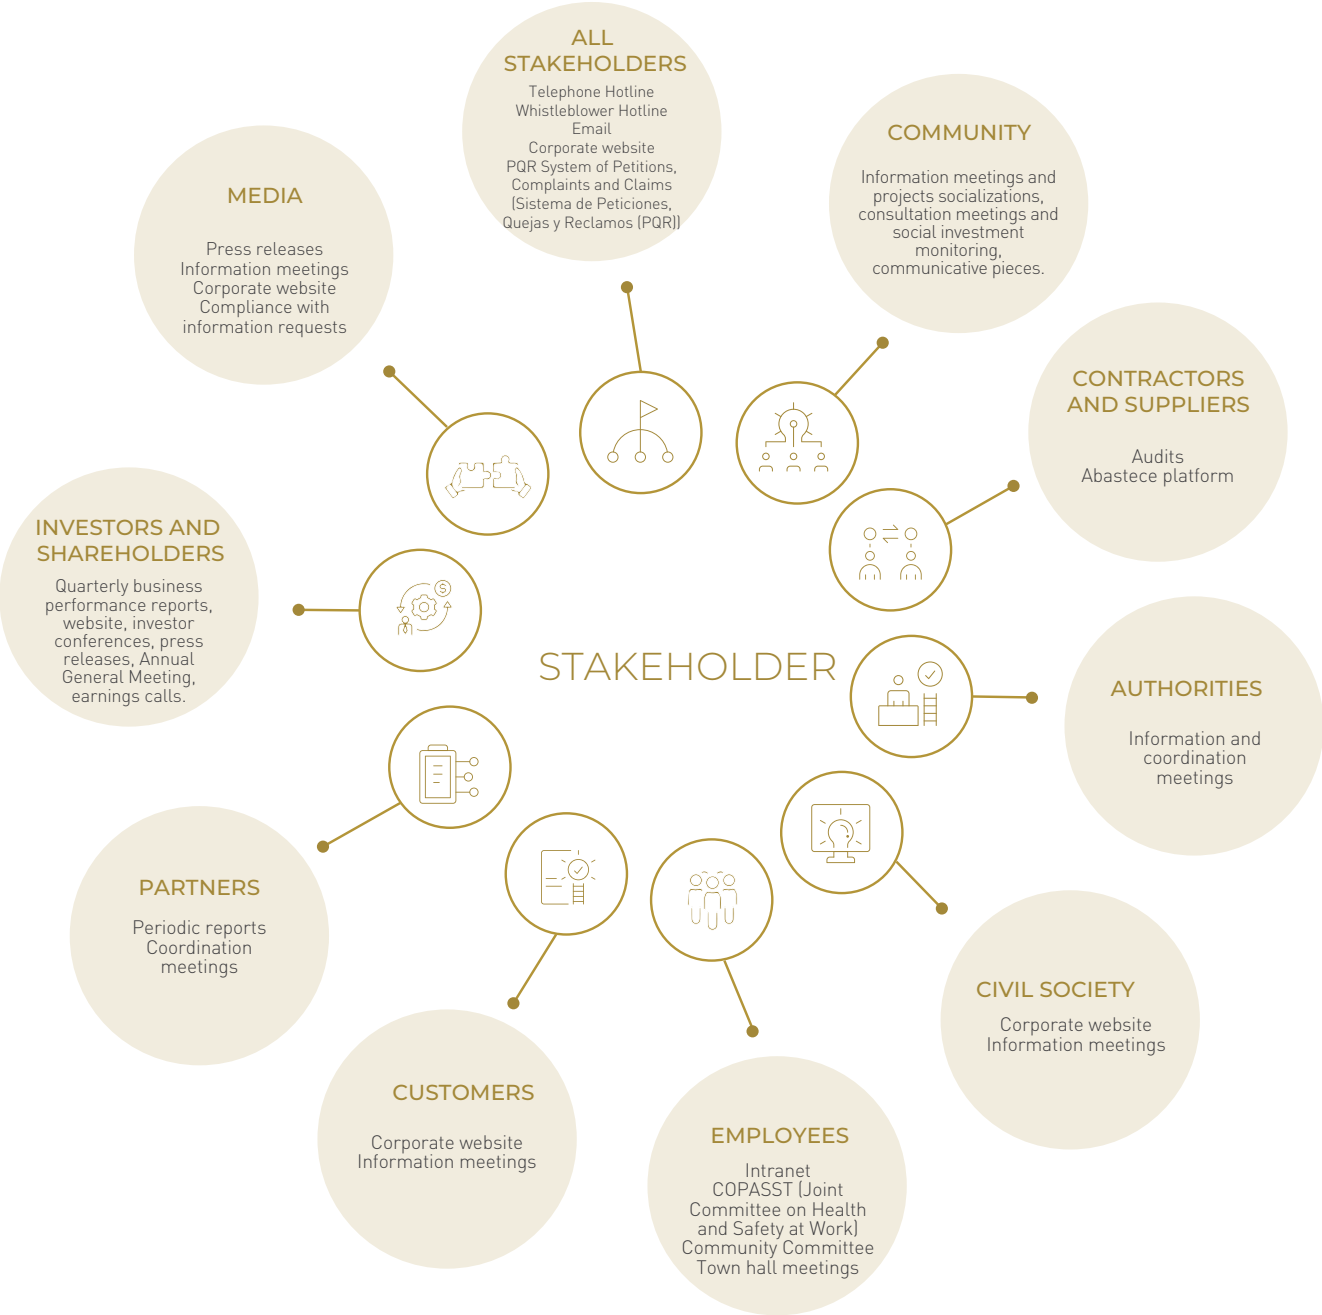 ALL
STAKEHOLDERS
Telephone Hotline
Whistleblower Hotline
Email
Corporate website
PQR System of Petitions,
Complaints and Claims
(Sistema de Peticiones,
Quejas y Reclamos (PQR))
COMMUNITY
Information meetings and
projects socializations,
consultation meetings and
social investment
monitoring,
communicative pieces.
CONTRACTORS
AND SUPPLIERS
Audits
Abastece platform
AUTHORITIES
Information and
coordination
meetings
CIVIL SOCIETY
Corporate website
Information meetings
EMPLOYEES
Intranet
COPASST (Joint
Committee on Health
and Safety at Work)
Community Committee
Town hall meetings
CUSTOMERS
Corporate website
Information meetings
PARTNERS
Periodic reports
Coordination
meetings
INVESTORS AND
SHAREHOLDERS
Quarterly business
performance reports,
website, investor
conferences, press
releases, Annual
General Meeting,
earnings calls.
MEDIA
Press releases
Information meetings
Corporate website
Compliance with
information requests
STAKEHOLDER
$